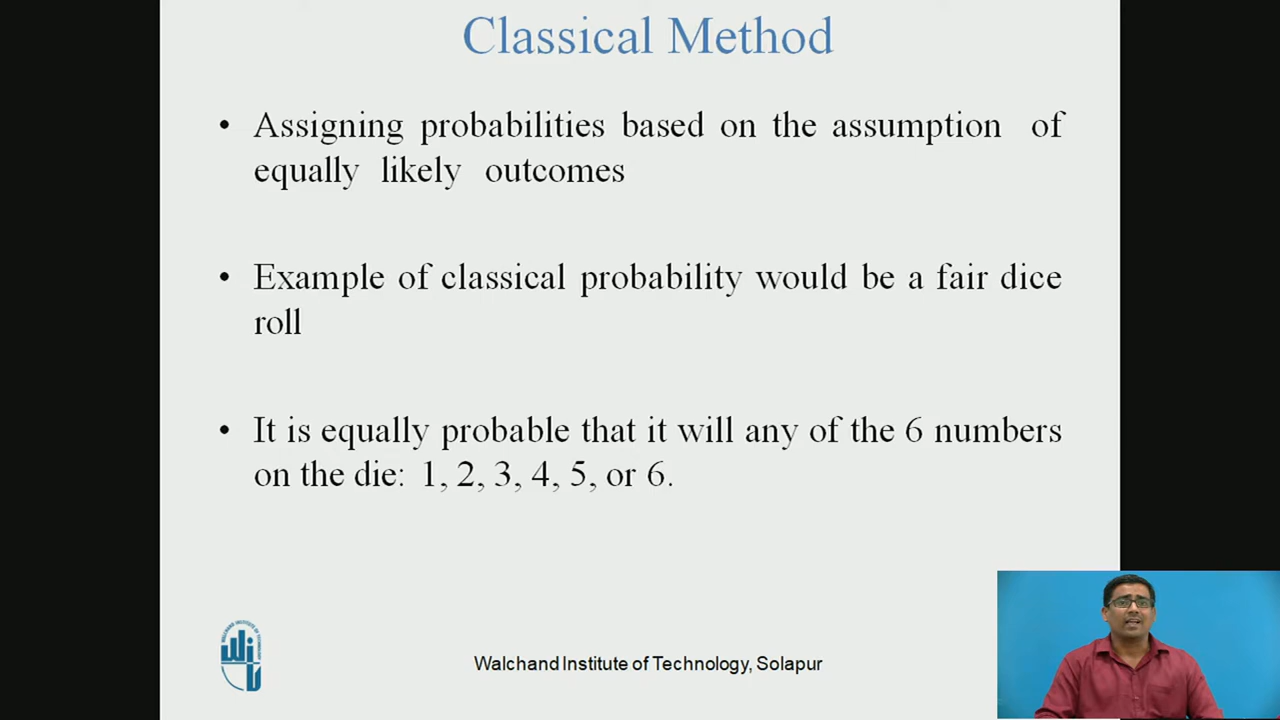 Classical Method
• Assigning probabilities based on the assumption of
equally likely outcomes
• Example of classical probability would be a fair dice
roll
• It is equally probable that it will any of the 6 numbers
on the die: 1, 2, 3, 4, 5, or 6.
Walchand Institute of Technology, Solapur